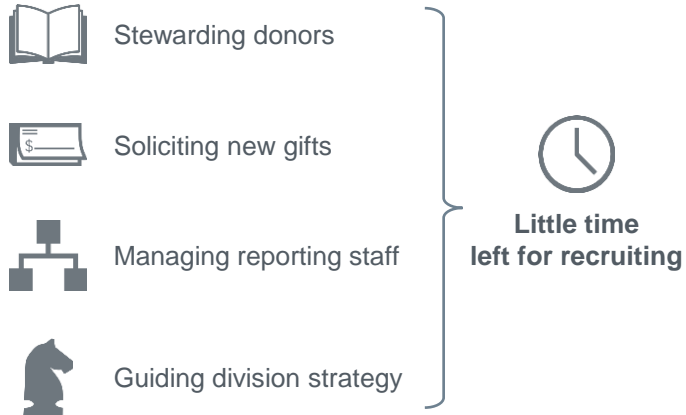 Stewarding donors
$
Soliciting new gifts
Managing reporting staff
Guiding division strategy
Little time
left for recruiting